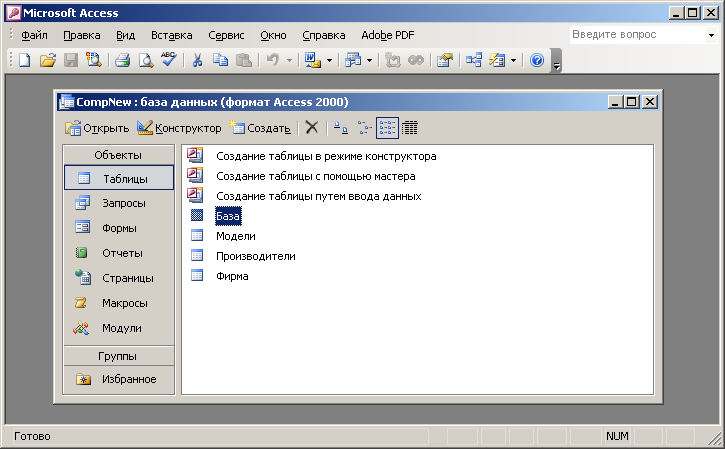 Microsoft Access
Файл Правка Вид Вставка Сервис Окно Справка Adobe PDF Введите вопрос
CompNew : база данных (формат Access 2000)
Открыть Конструктор Создать
Объекты
Таблицы
Запросы
Формы
Отчеты
Страницы
Макросы
Модули
Группы
Избранное
Создание таблицы в режиме конструктора
Создание таблицы с помощью мастера
Создание таблицы путем ввода данных
База
Модели
Производители
Фирма
Готово NUM